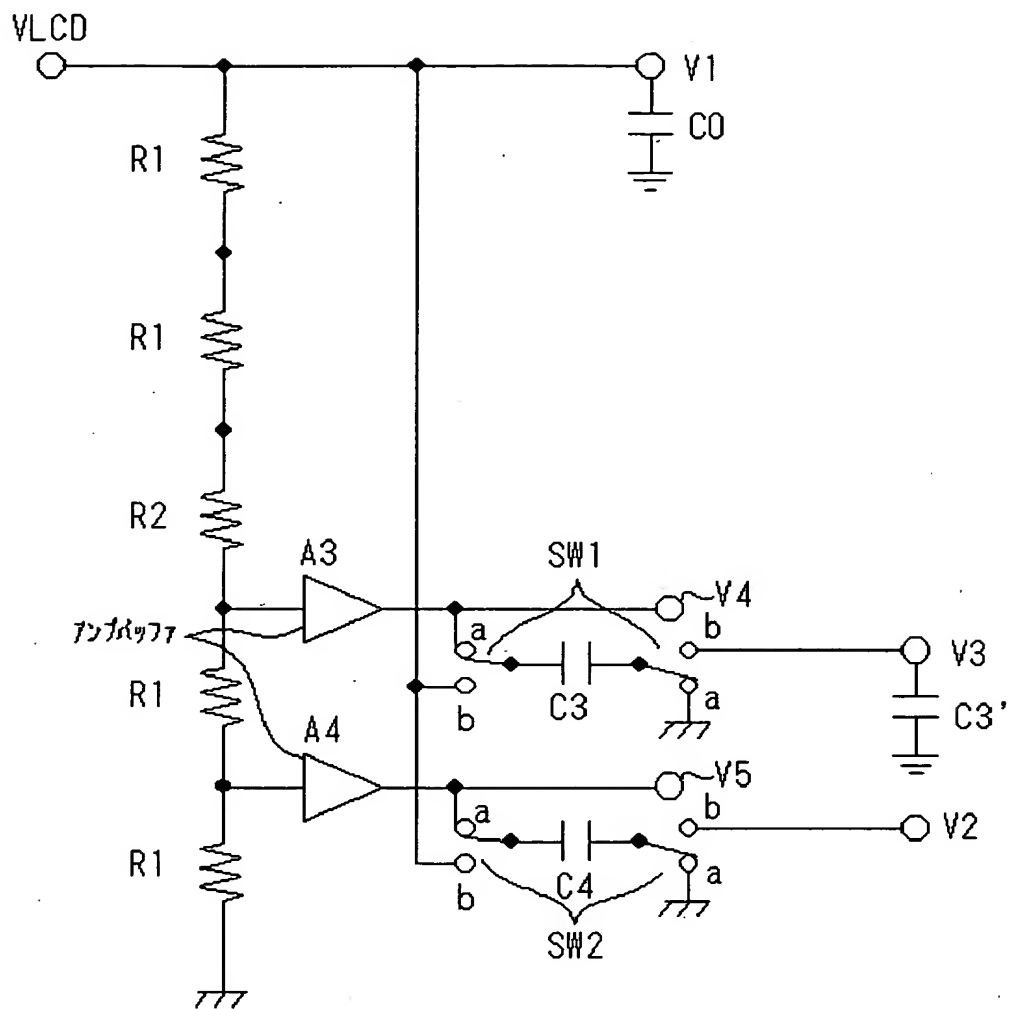 VLCD
V1
C0
R1
R1
R2
A3
SW1
V4
b
a
アンプバッファ
V3
C3
a
b
C3'
R1
A4
V5
b
a
V2
R1
C4
a
b
SW2